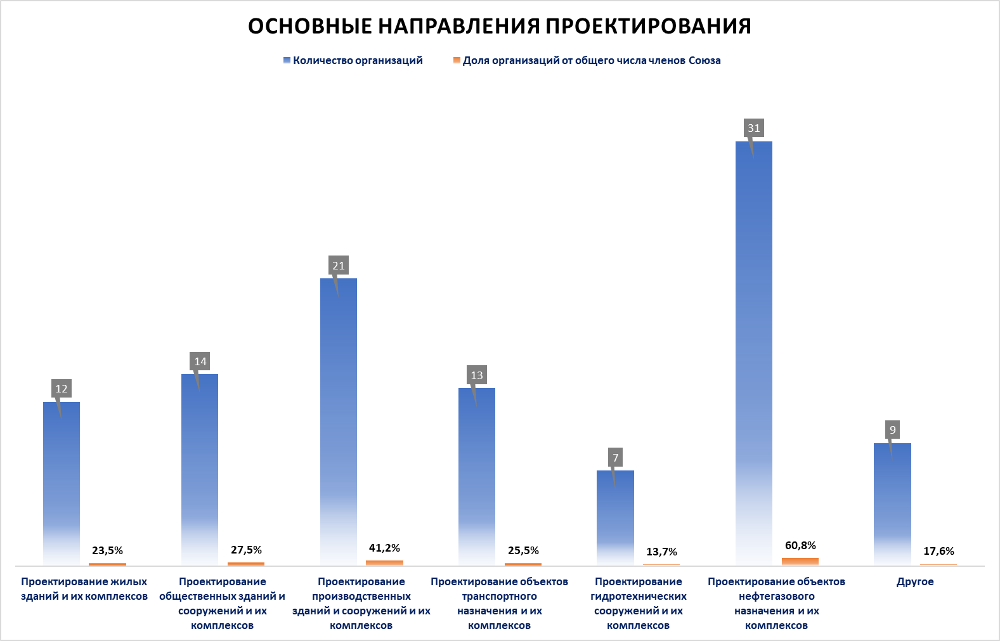 ОСНОВНЫЕ НАПРАВЛЕНИЯ ПРОЕКТИРОВАНИЯ
Количество организаций
Доля организаций от общего числа членов Союза
12
23,5%
14
27,5%
21
41,2%
13
25,5%
7
13,7%
31
60,8%
9
17,6%
Проектирование жилых
зданий и их комплексов
Проектирование
общественных зданий и
сооружений и их
комплексов
Проектирование
производственных
зданий и сооружений и их
комплексов
Проектирование объектов
транспортного
назначения и их
комплексов
Проектирование
гидротехнических
сооружений и их
комплексов
Проектирование объектов
нефтегазового
назначения и их
комплексов
Другое